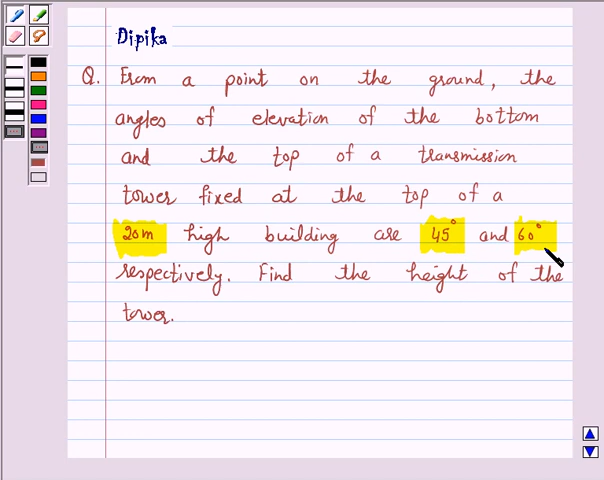 Dipika
Q. From a point on the ground, the
angles of elevation of the bottom
and the top of a transmission
tower fixed at the top of a
20m high building are 45° and 60°
respectively. Find the height of the
tower.